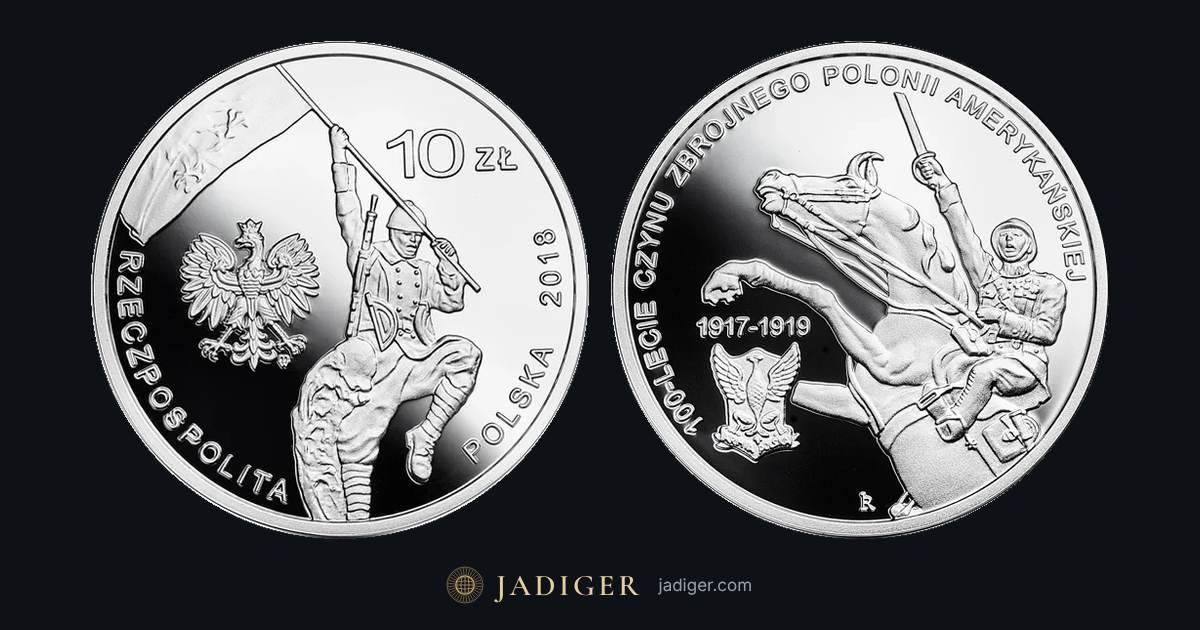 10 ZŁ
RZECZPOSPOLITA
POLSKA 2018
100-LECIE CZYNU ZBROJNEGO POLONII AMERYKAŃSKIEJ
1917-1919
JADIGER jadiger.com